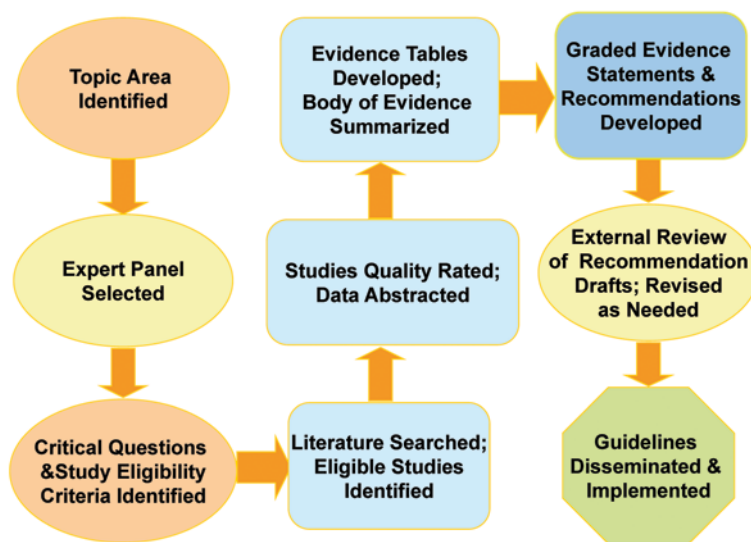 Topic Area
Identified
Expert Panel
Selected
Critical Questions
&Study Eligibility
Criteria Identified
Literature Searched;
Eligible Studies
Identified
Studies Quality Rated;
Data Abstracted
Evidence Tables
Developed;
Body of Evidence
Summarized
Graded Evidence
Statements &
Recommendations
Developed
External Review
of Recommendation
Drafts; Revised
as Needed
Guidelines
Disseminated &
Implemented